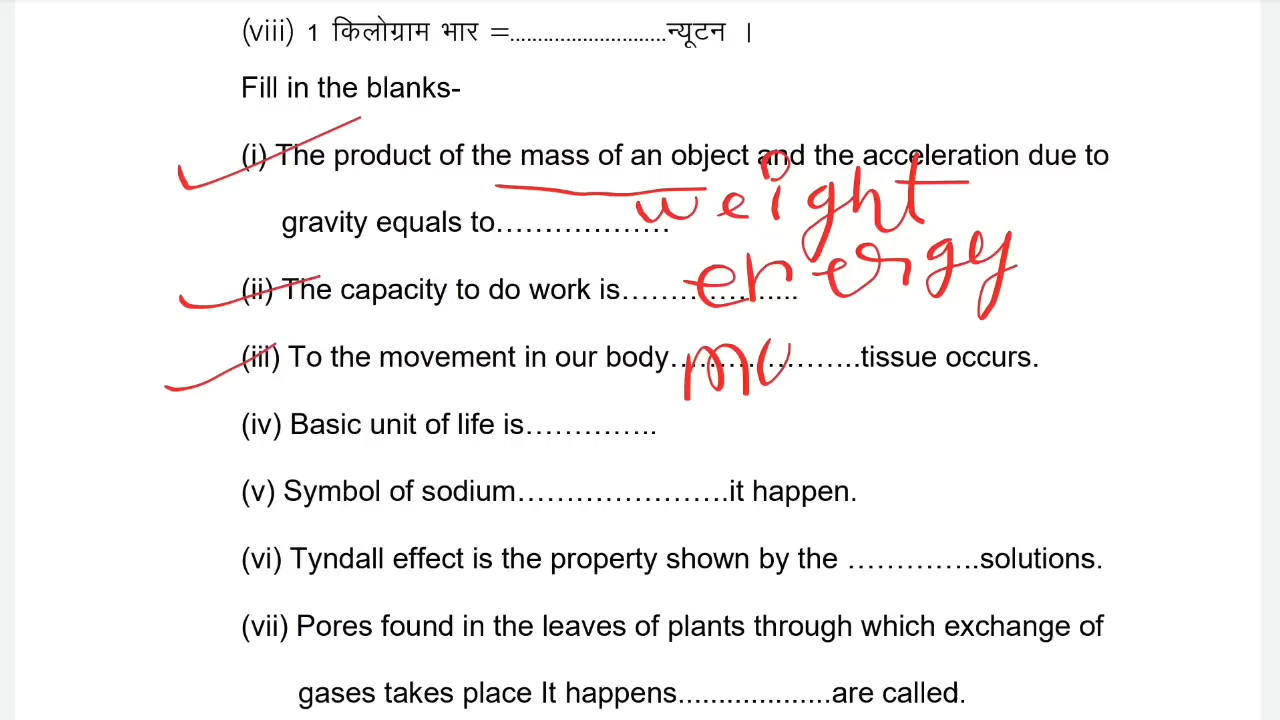 (viii) 1 किलोग्राम भार =............................न्यूटन ।
Fill in the blanks-
(i) The product of the mass of an object and the acceleration due to
gravity equals to.................. weight
(ii) The capacity to do work is..................... energy
(iii) To the movement in our body....................tissue occurs. mu
(iv) Basic unit of life is..............
(v) Symbol of sodium......................it happen.
(vi) Tyndall effect is the property shown by the ..............solutions.
(vii) Pores found in the leaves of plants through which exchange of
gases takes place It happens...................are called.